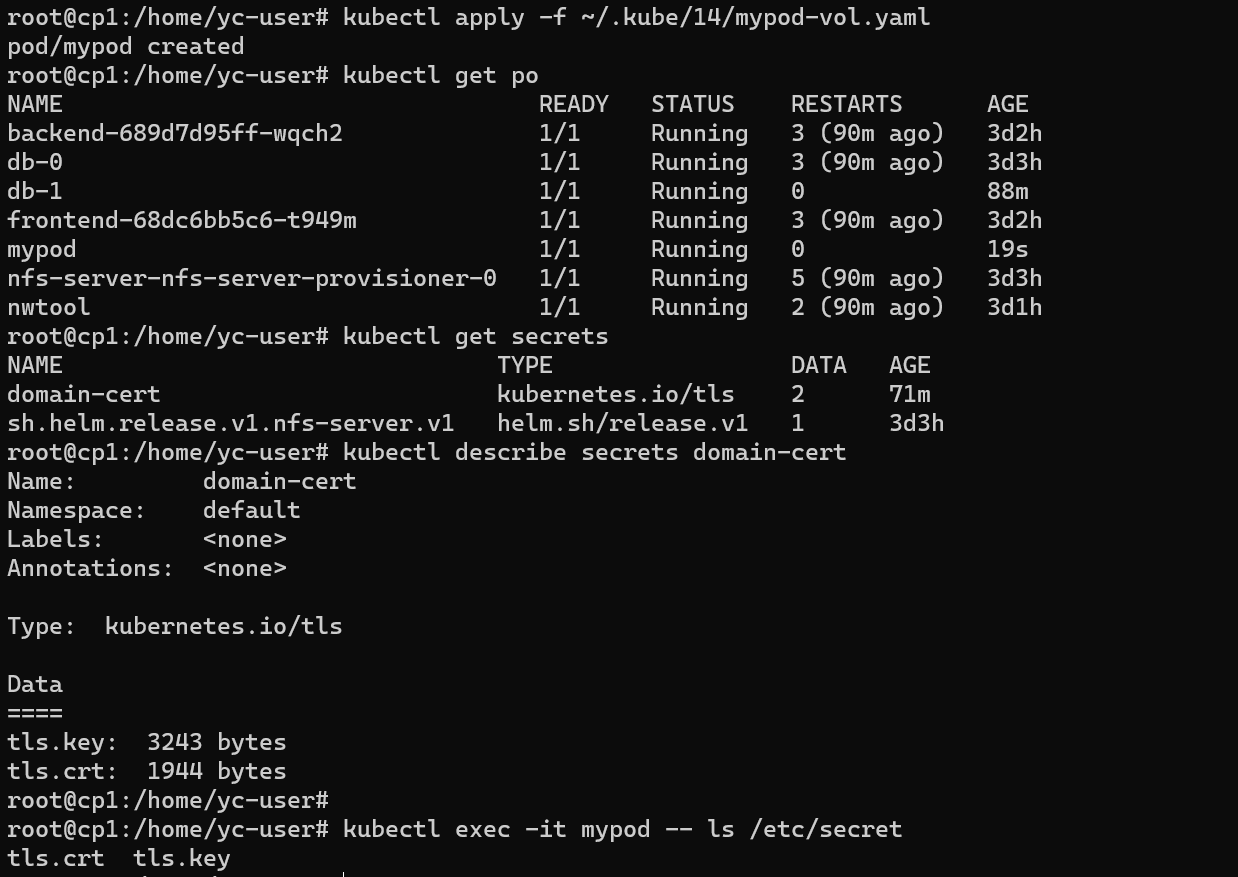 root@cp1:/home/yc-user# kubectl apply -f ~/.kube/14/mypod-vol.yaml
pod/mypod created
root@cp1:/home/yc-user# kubectl get po
NAME                                  READY   STATUS    RESTARTS      AGE
backend-689d7d95ff-wqch2              1/1     Running   3 (90m ago)   3d2h
db-0                                  1/1     Running   3 (90m ago)   3d3h
db-1                                  1/1     Running   0             88m
frontend-68dc6bb5c6-t949m             1/1     Running   3 (90m ago)   3d2h
mypod                                 1/1     Running   0             19s
nfs-server-nfs-server-provisioner-0   1/1     Running   5 (90m ago)   3d3h
nwtool                                1/1     Running   2 (90m ago)   3d1h
root@cp1:/home/yc-user# kubectl get secrets
NAME                               TYPE                 DATA   AGE
domain-cert                        kubernetes.io/tls    2      71m
sh.helm.release.v1.nfs-server.v1   helm.sh/release.v1   1      3d3h
root@cp1:/home/yc-user# kubectl describe secrets domain-cert
Name:         domain-cert
Namespace:    default
Labels:       <none>
Annotations:  <none>

Type:  kubernetes.io/tls

Data
====
tls.key:  3243 bytes
tls.crt:  1944 bytes
root@cp1:/home/yc-user#
root@cp1:/home/yc-user# kubectl exec -it mypod -- ls /etc/secret
tls.crt  tls.key